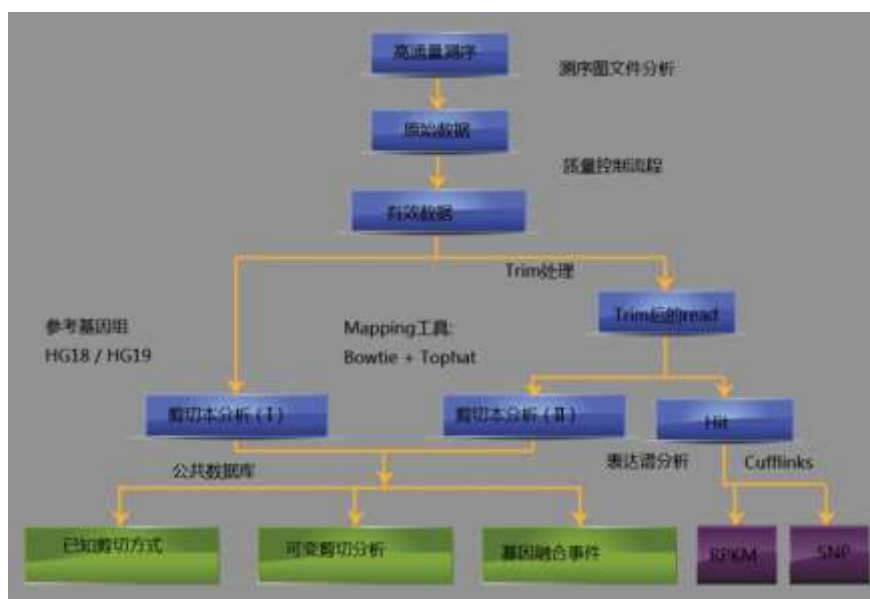 高通量测序
测序图文件分析
原始数据
质量控制流程
有效数据
Trim处理
Trim后的read
参考基因组
HG18 / HG19
Mapping工具:
Bowtie + Tophat
剪切本分析 (Ⅰ)
剪切本分析 (Ⅱ)
Hit
公共数据库
表达谱分析
Cufflinks
已知剪切方式
可变剪切分析
基因融合事件
RPKM
SNP